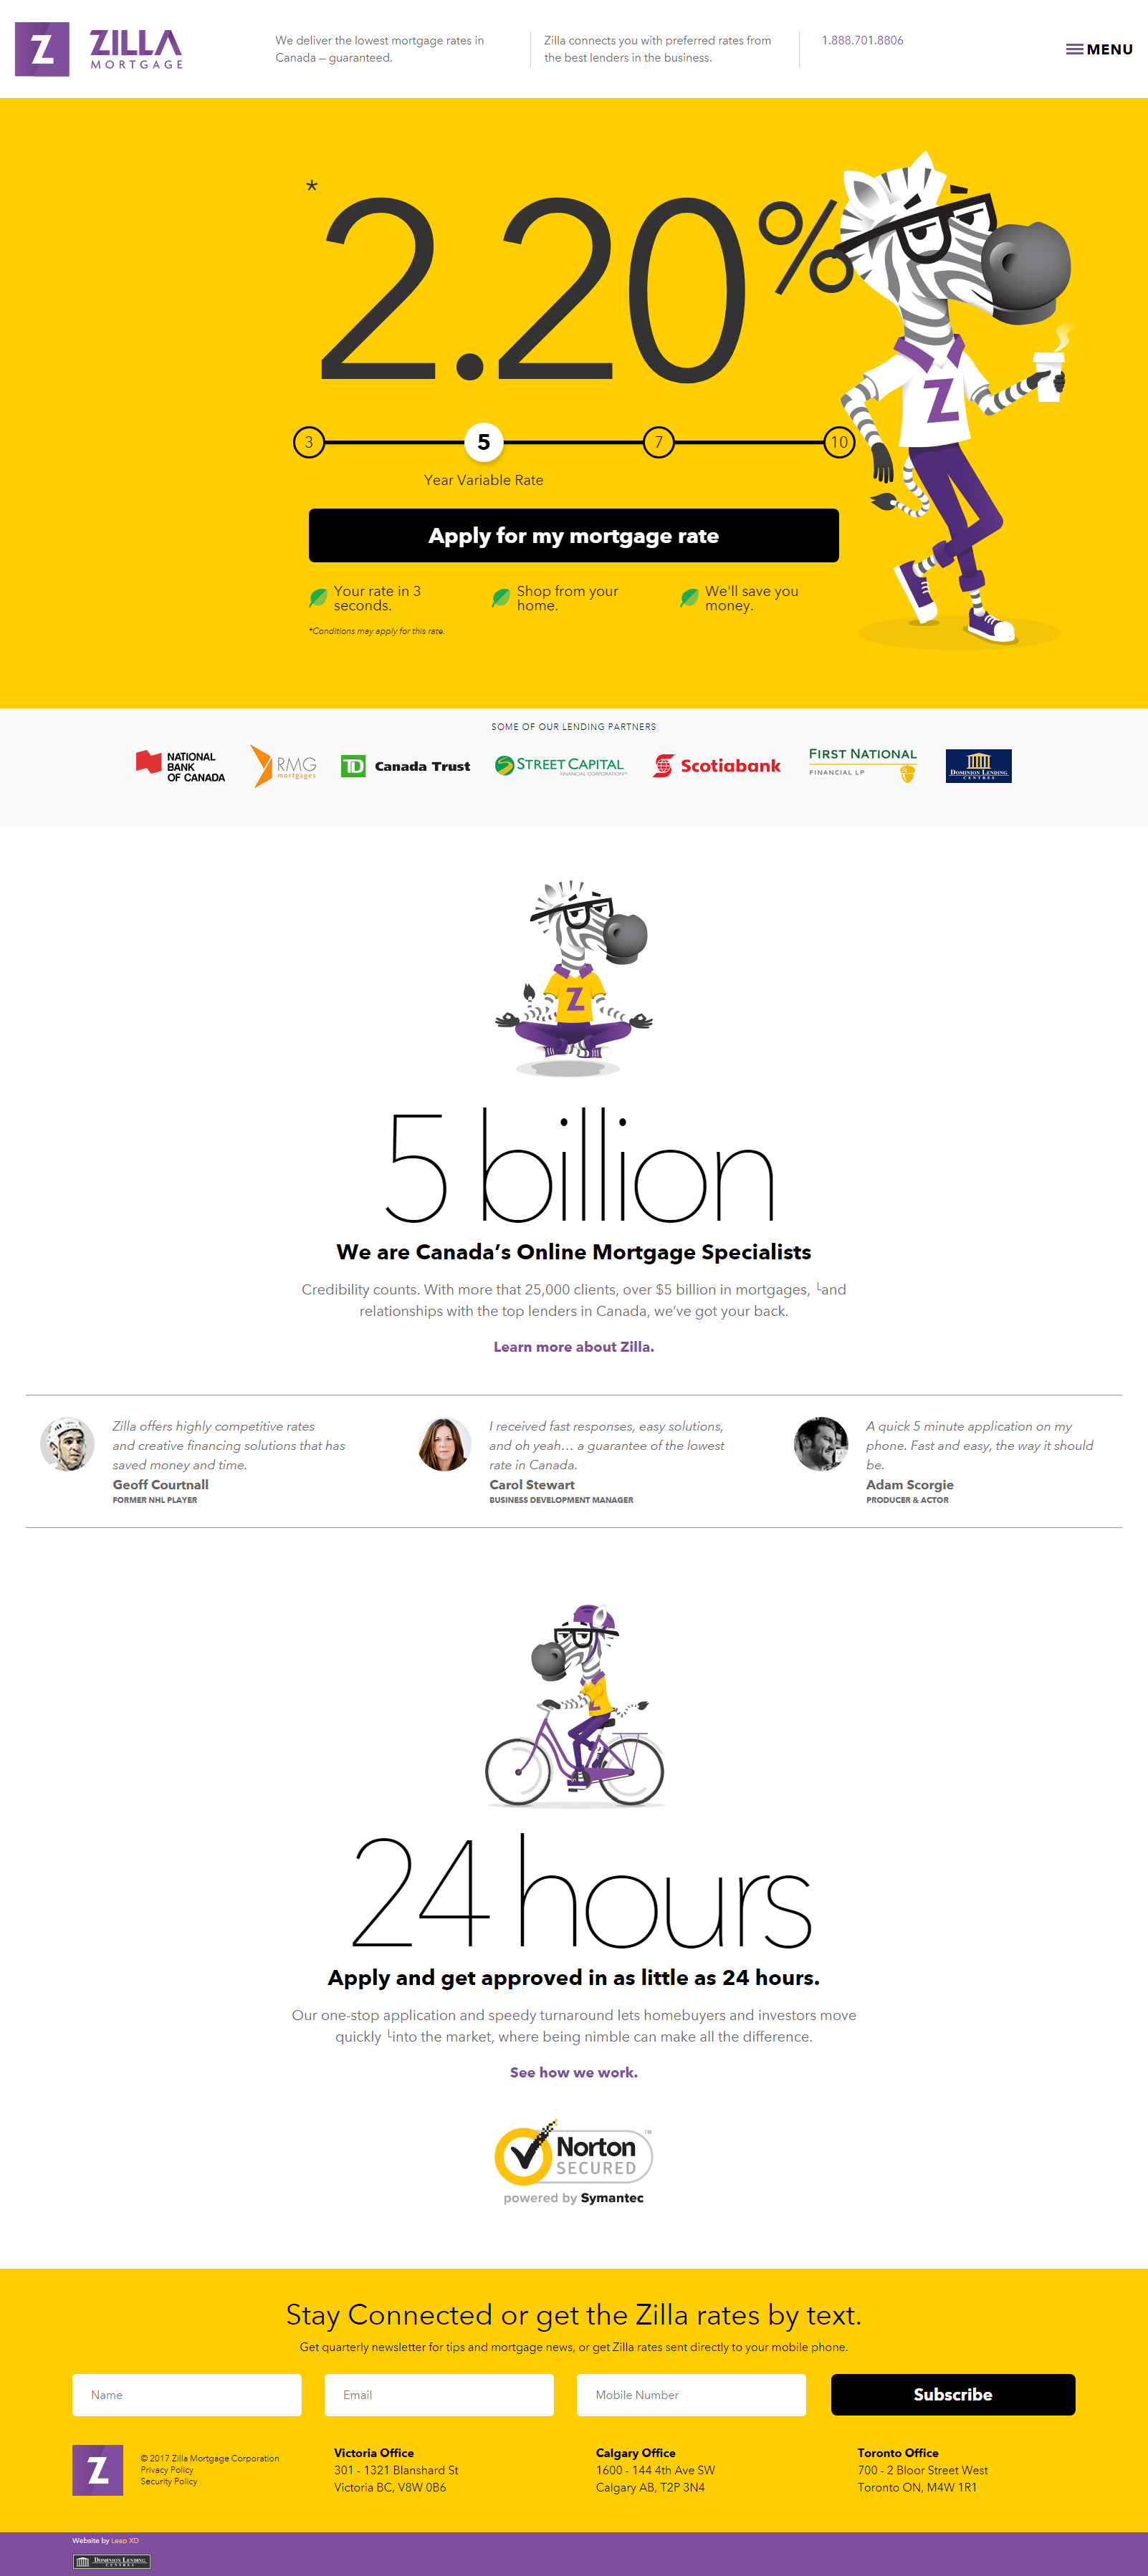 Z
ZILLA
MORTGAGE
We deliver the lowest mortgage rates in
Canada – guaranteed.
Zilla connects you with preferred rates from
the best lenders in the business.
1.888.701.8806
MENU
*
2.20%
Z
3
5
7
10
Year Variable Rate
Apply for my mortgage rate
Your rate in 3
seconds.
Shop from your
home.
We'll save you
money.
*Conditions may apply for this rate.
SOME OF OUR LENDING PARTNERS
NATIONAL
BANK
OF CANADA
RMG
mortgages
TD
Canada Trust
STREET CAPITAL
FINANCIAL CORPORATION™
Scotiabank
FIRST NATIONAL
FINANCIAL LP
DOMINION LENDING
CENTRES
Z
5 billion
We are Canada’s Online Mortgage Specialists
Credibility counts. With more that 25,000 clients, over $5 billion in mortgages, └and
relationships with the top lenders in Canada, we’ve got your back.
Learn more about Zilla.
Zilla offers highly competitive rates
and creative financing solutions that has
saved money and time.
Geoff Courtnall
FORMER NHL PLAYER
I received fast responses, easy solutions,
and oh yeah… a guarantee of the lowest
rate in Canada.
Carol Stewart
BUSINESS DEVELOPMENT MANAGER
A quick 5 minute application on my
phone. Fast and easy, the way it should
be.
Adam Scorgie
PRODUCER & ACTOR
24 hours
Apply and get approved in as little as 24 hours.
Our one-stop application and speedy turnaround lets homebuyers and investors move
quickly └into the market, where being nimble can make all the difference.
See how we work.
Norton
SECURED
TM
powered by Symantec
Stay Connected or get the Zilla rates by text.
Get quarterly newsletter for tips and mortgage news, or get Zilla rates sent directly to your mobile phone.
Name
Email
Mobile Number
Subscribe
Z
© 2017 Zilla Mortgage Corporation
Privacy Policy
Security Policy
Victoria Office
301 - 1321 Blanshard St
Victoria BC, V8W 0B6
Calgary Office
1600 - 144 4th Ave SW
Calgary AB, T2P 3N4
Toronto Office
700 - 2 Bloor Street West
Toronto ON, M4W 1R1
Website by Leap XD
DOMINION LENDING
CENTRES